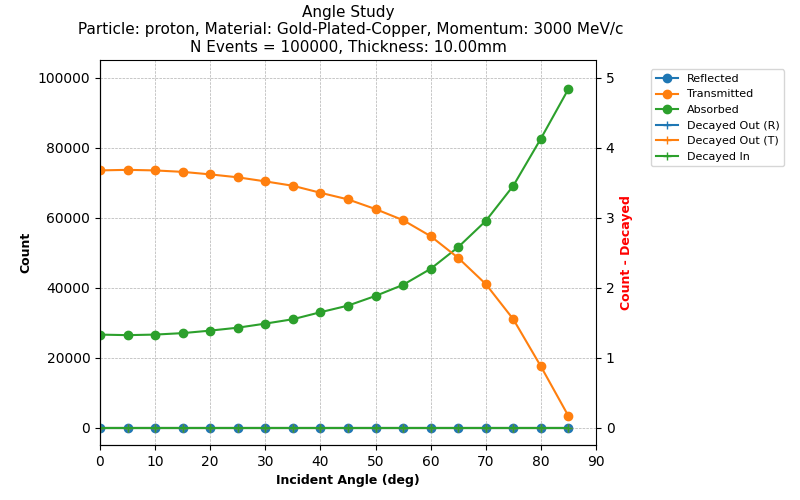 Angle Study
Particle: proton, Material: Gold-Plated-Copper, Momentum: 3000 MeV/c
N Events = 100000, Thickness: 10.00mm
100000
80000
60000
40000
20000
0
Count
0 10 20 30 40 50 60 70 80 90
Incident Angle (deg)
5
4
3
2
1
0
Count - Decayed
Reflected
Transmitted
Absorbed
Decayed Out (R)
Decayed Out (T)
Decayed In